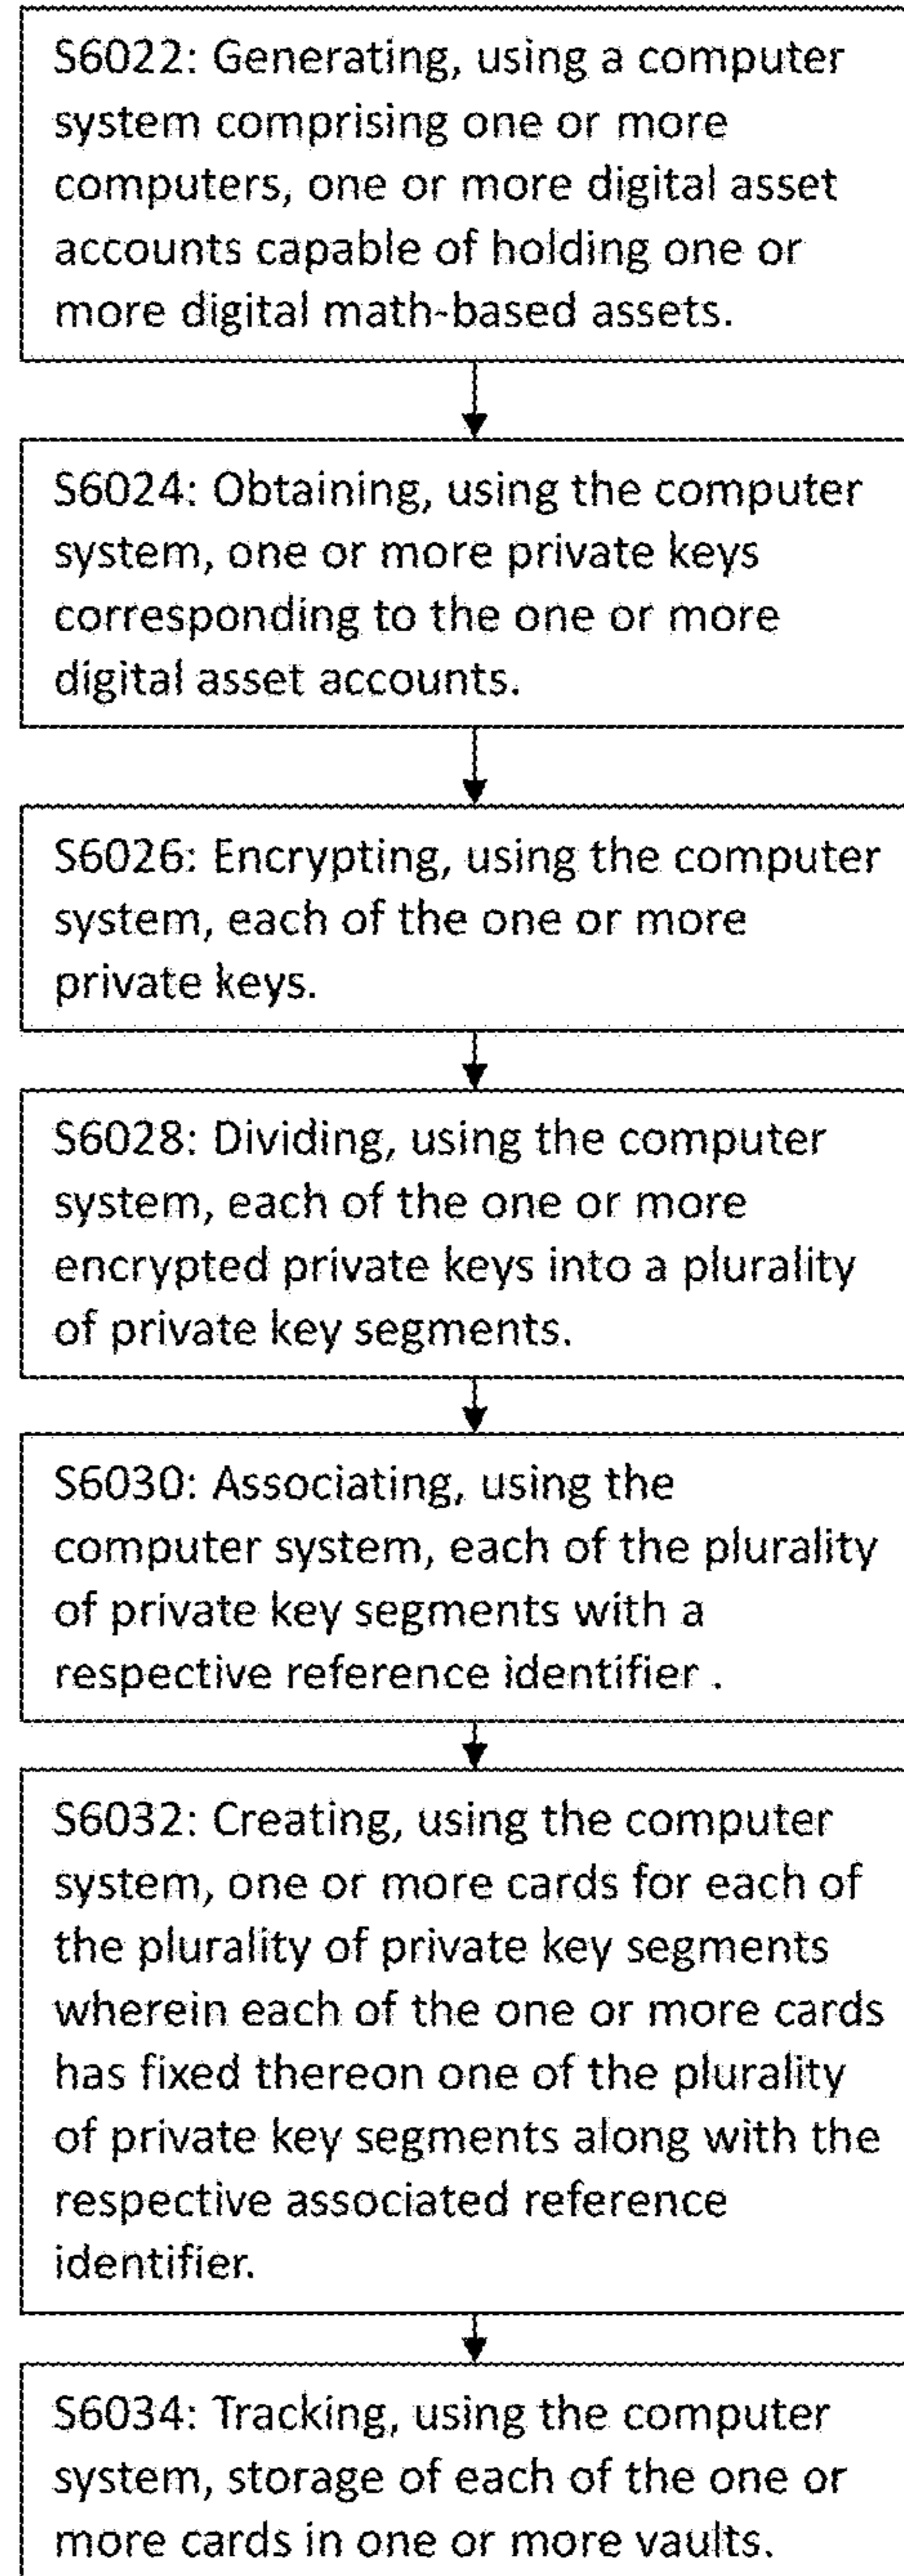 S6022: Generating, using a computer
system comprising one or more
computers, one or more digital asset
accounts capable of holding one or
more digital math-based assets.
S6024: Obtaining, using the computer
system, one or more private keys
corresponding to the one or more
digital asset accounts.
S6026: Encrypting, using the computer
system, each of the one or more
private keys.
S6028: Dividing, using the computer
system, each of the one or more
encrypted private keys into a plurality
of private key segments.
S6030: Associating, using the
computer system, each of the plurality
of private key segments with a
respective reference identifier .
S6032: Creating, using the computer
system, one or more cards for each of
the plurality of private key segments
wherein each of the one or more cards
has fixed thereon one of the plurality
of private key segments along with the
respective associated reference
identifier.
S6034: Tracking, using the computer
system, storage of each of the one or
more cards in one or more vaults.